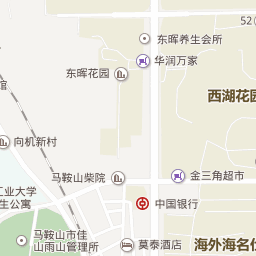 52
东晖养生会所
华润万家
东晖花园
馆
西湖花园
向机新村
马鞍山柴院
金三角超市
工业大学
生公寓
中国银行
马鞍山市佳
山雨山管理所
莫泰酒店
海外海名仕